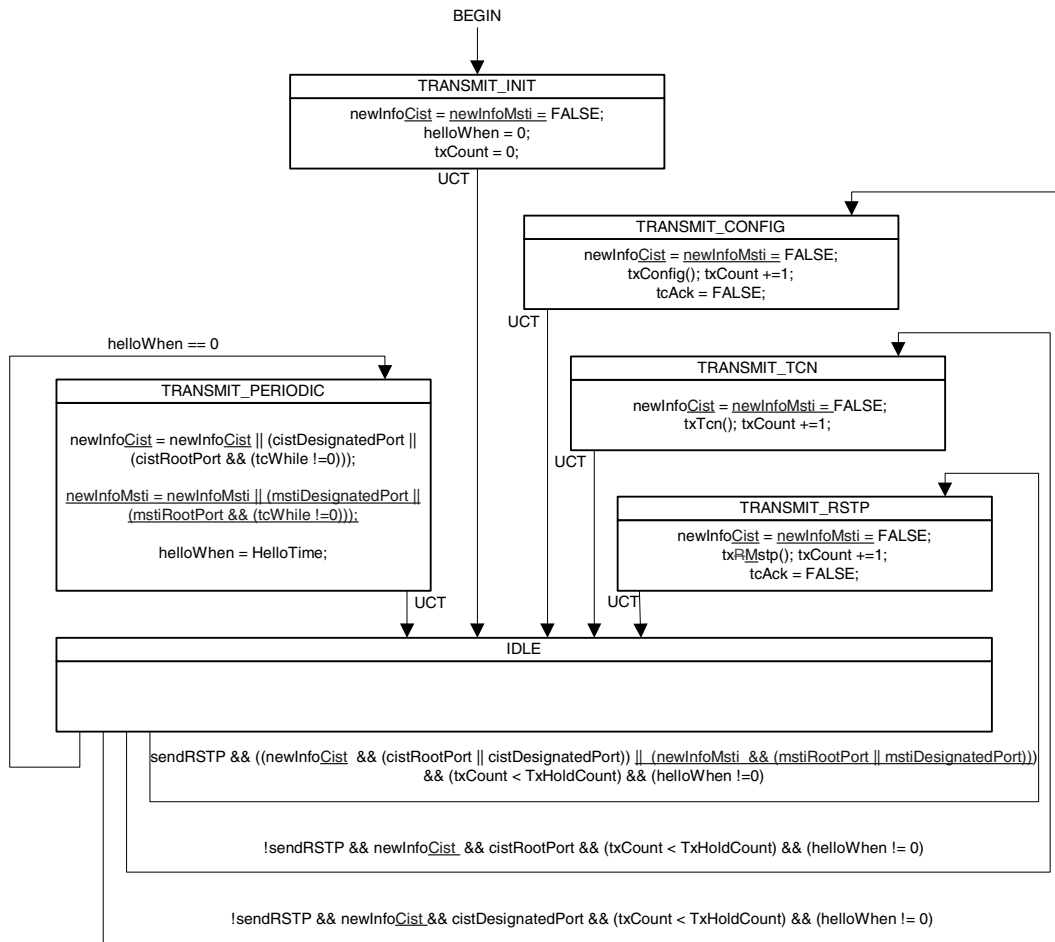 BEGIN
TRANSMIT_INIT
newInfoCist = newInfoMsti = FALSE;
helloWhen = 0;
txCount = 0;
UCT
TRANSMIT_CONFIG
newInfoCist = newInfoMsti = FALSE;
txConfig(); txCount +=1;
tcAck = FALSE;
UCT
helloWhen == 0
TRANSMIT_PERIODIC
newInfoCist = newInfoCist || (cistDesignatedPort ||
(cistRootPort && (tcWhile !=0)));
newInfoMsti = newInfoMsti || (mstiDesignatedPort ||
(mstiRootPort && (tcWhile !=0)));
helloWhen = HelloTime;
UCT
TRANSMIT_TCN
newInfoCist = newInfoMsti = FALSE;
txTcn(); txCount +=1;
UCT
TRANSMIT_RSTP
newInfoCist = newInfoMsti = FALSE;
txRMstp(); txCount +=1;
tcAck = FALSE;
UCT
IDLE
sendRSTP && ((newInfoCist && (cistRootPort || cistDesignatedPort)) || (newInfoMsti && (mstiRootPort || mstiDesignatedPort)))
&& (txCount < TxHoldCount) && (helloWhen !=0)
!sendRSTP && newInfoCist && cistRootPort && (txCount < TxHoldCount) && (helloWhen != 0)
!sendRSTP && newInfoCist && cistDesignatedPort && (txCount < TxHoldCount) && (helloWhen != 0)